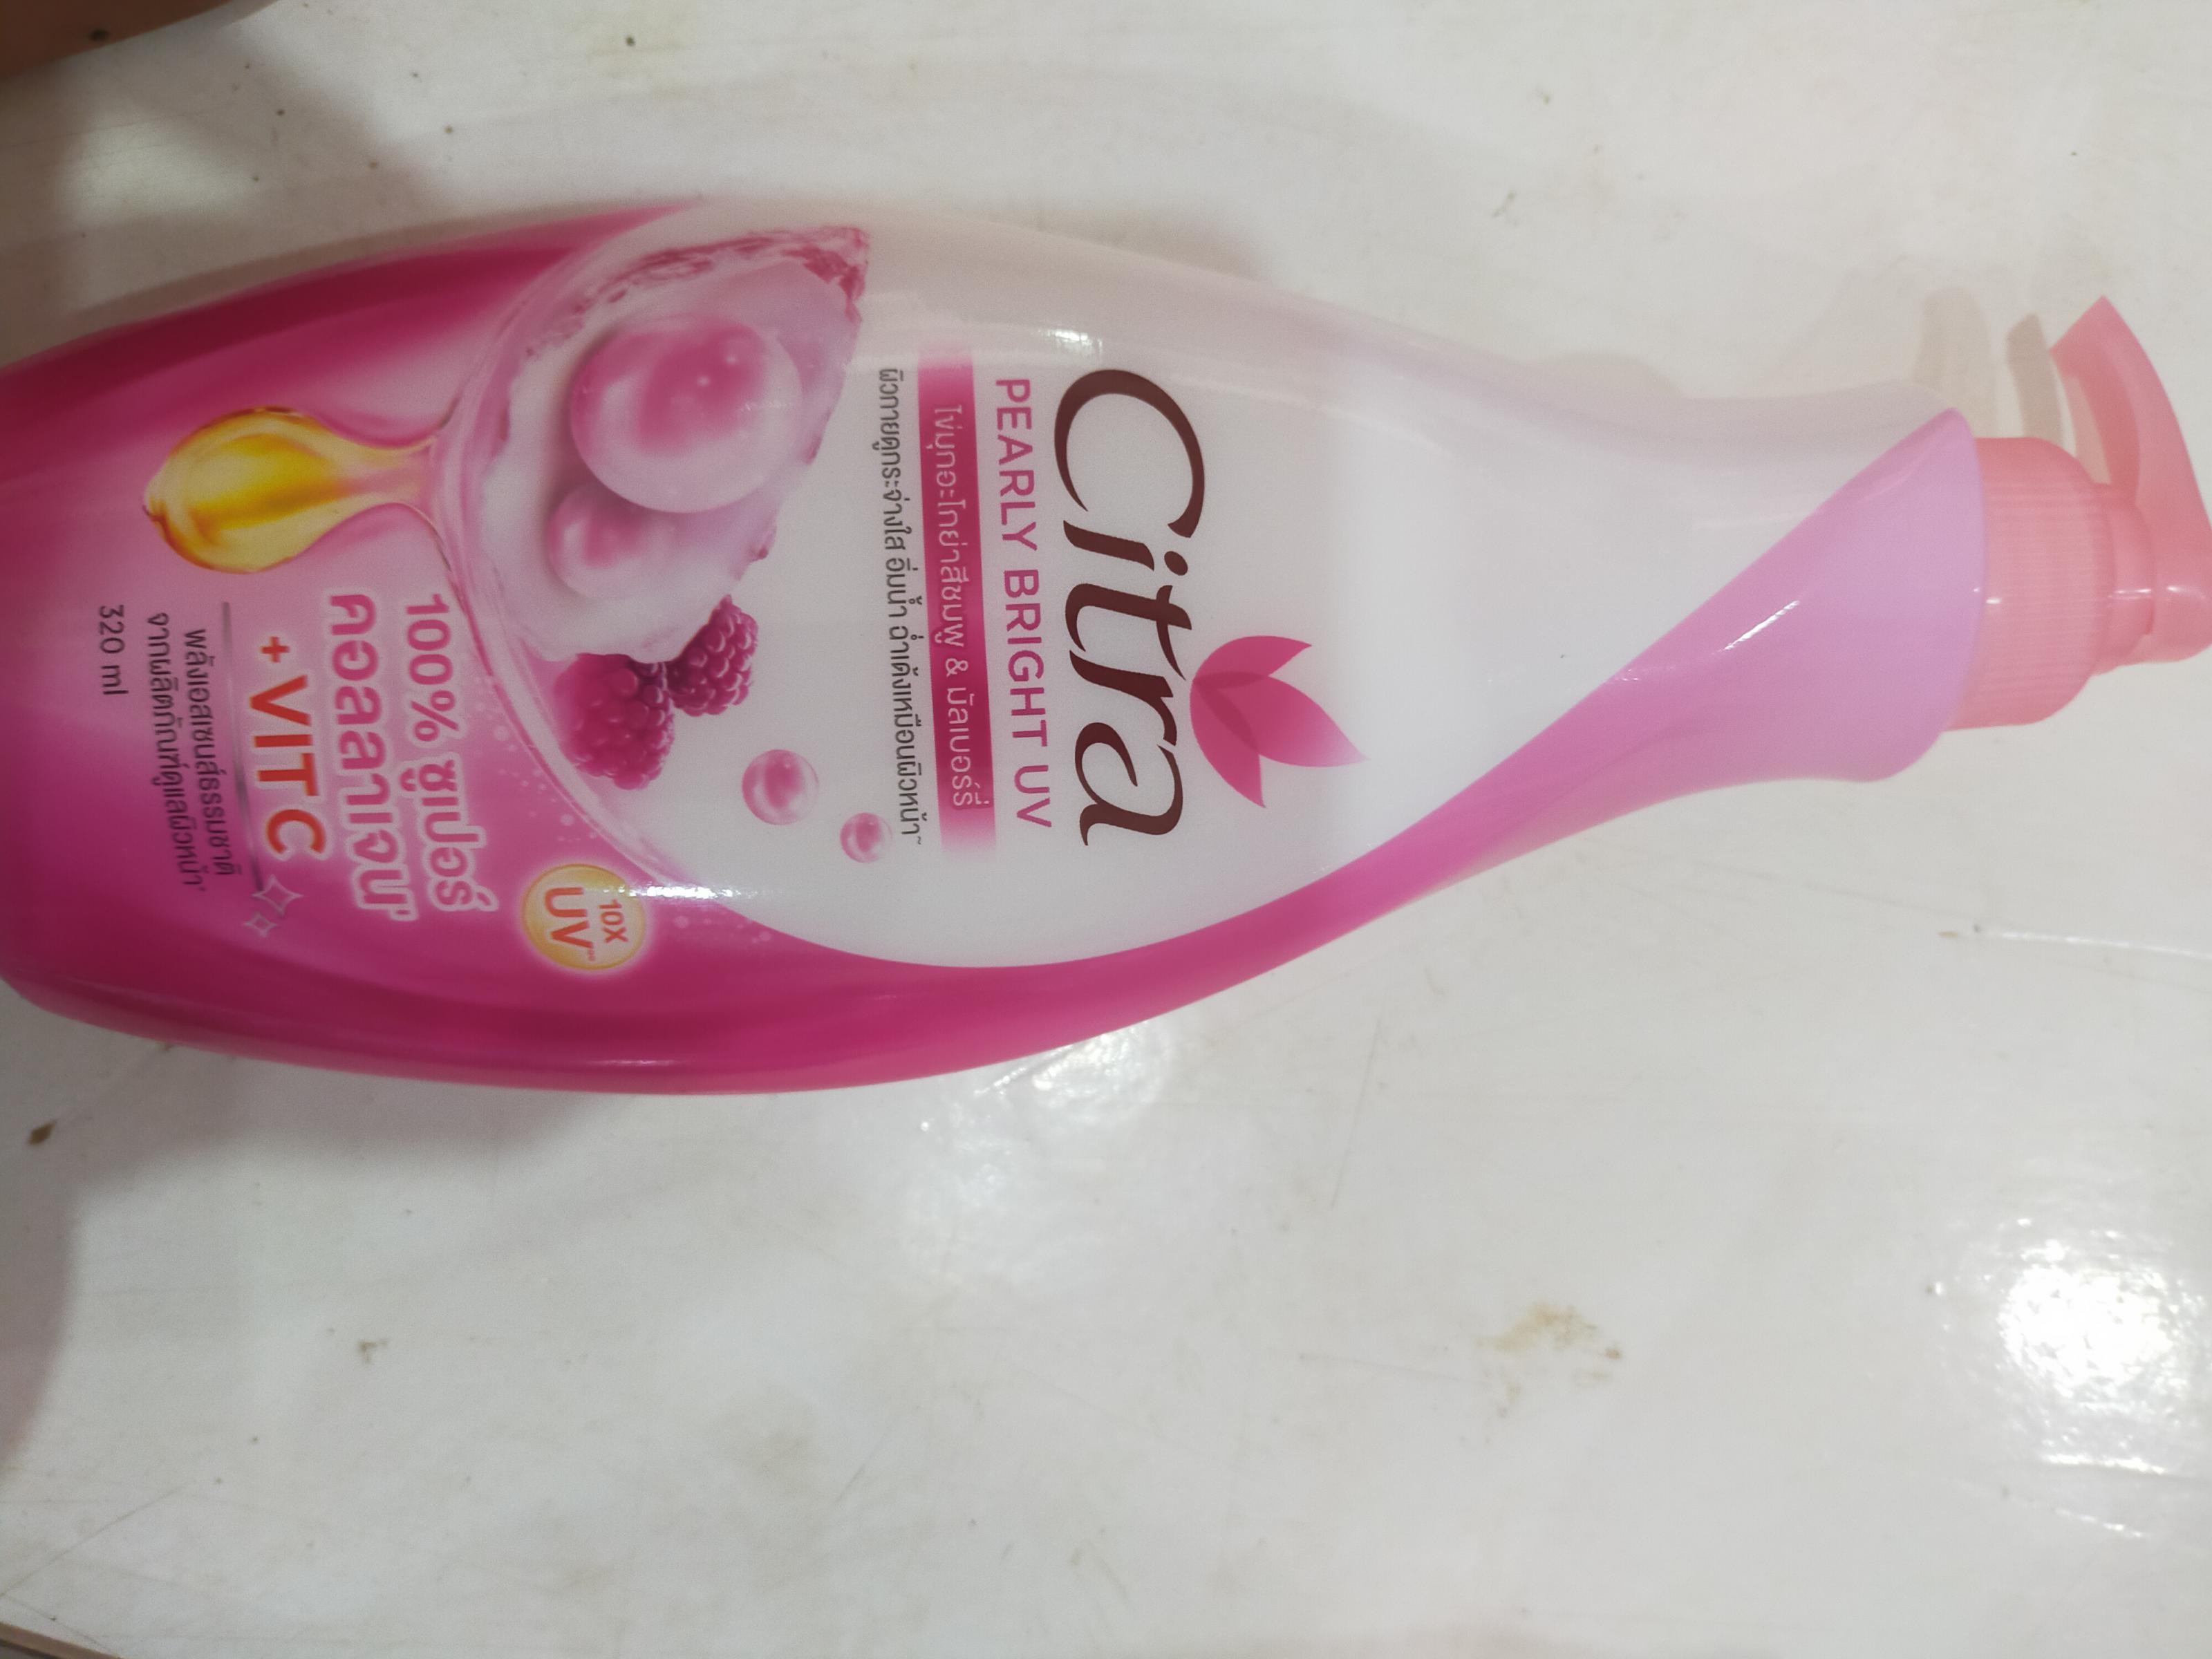 Citra
PEARLY BRIGHT UV
ไข่มุกอะโกย่าสีชมพู & มัลเบอร์รี่
ผิวกายดูกระจ่างใส อิ่มน้ำ ฉ่ำเด้งเหมือนผิวหน้า~
10X
UV
100% ซูเปอร์
คอลลาเจน*
+ VIT C
พลังเอสเซนส์ธรรมชาติ
จากผลิตภัณฑ์ดูแลผิวหน้า^
320 ml